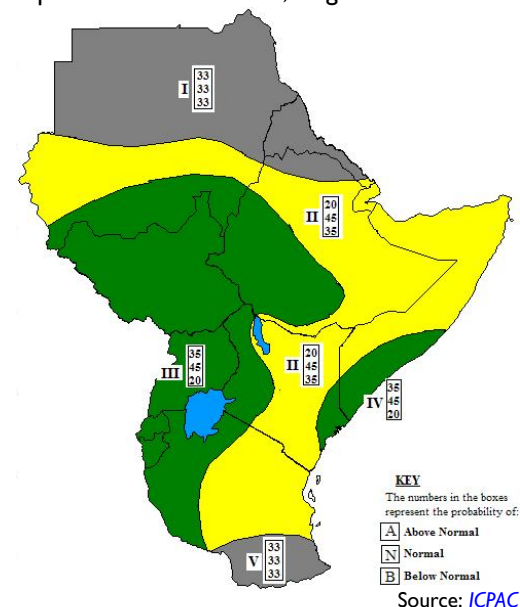 I
33
33
33
II
20
45
35
III
35
45
20
II
20
45
35
IV
35
45
20
V
33
33
33
KEY
The numbers in the boxes
represent the probability of:
A Above Normal
N Normal
B Below Normal
Source: ICPAC